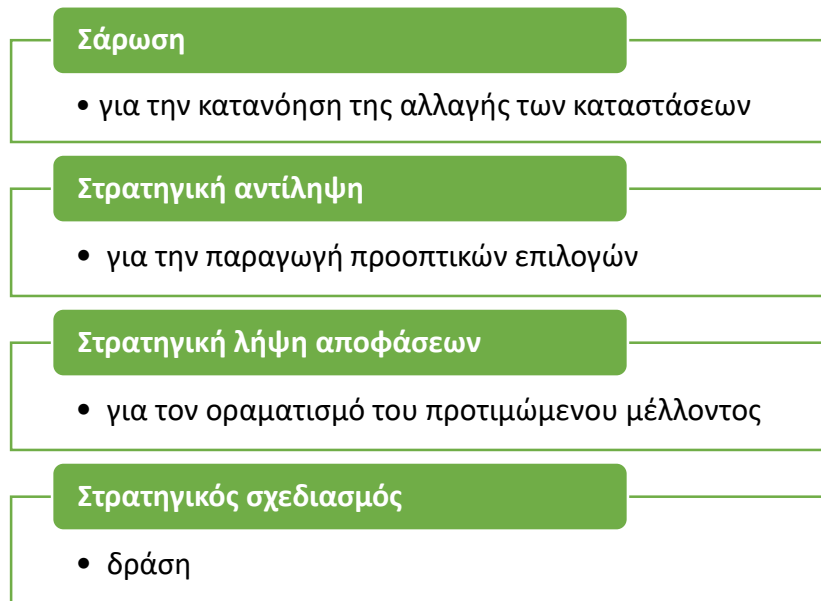 Σάρωση
• για την κατανόηση της αλλαγής των καταστάσεων
Στρατηγική αντίληψη
• για την παραγωγή προοπτικών επιλογών
Στρατηγική λήψη αποφάσεων
• για τον οραματισμό του προτιμώμενου μέλλοντος
Στρατηγικός σχεδιασμός
• δράση